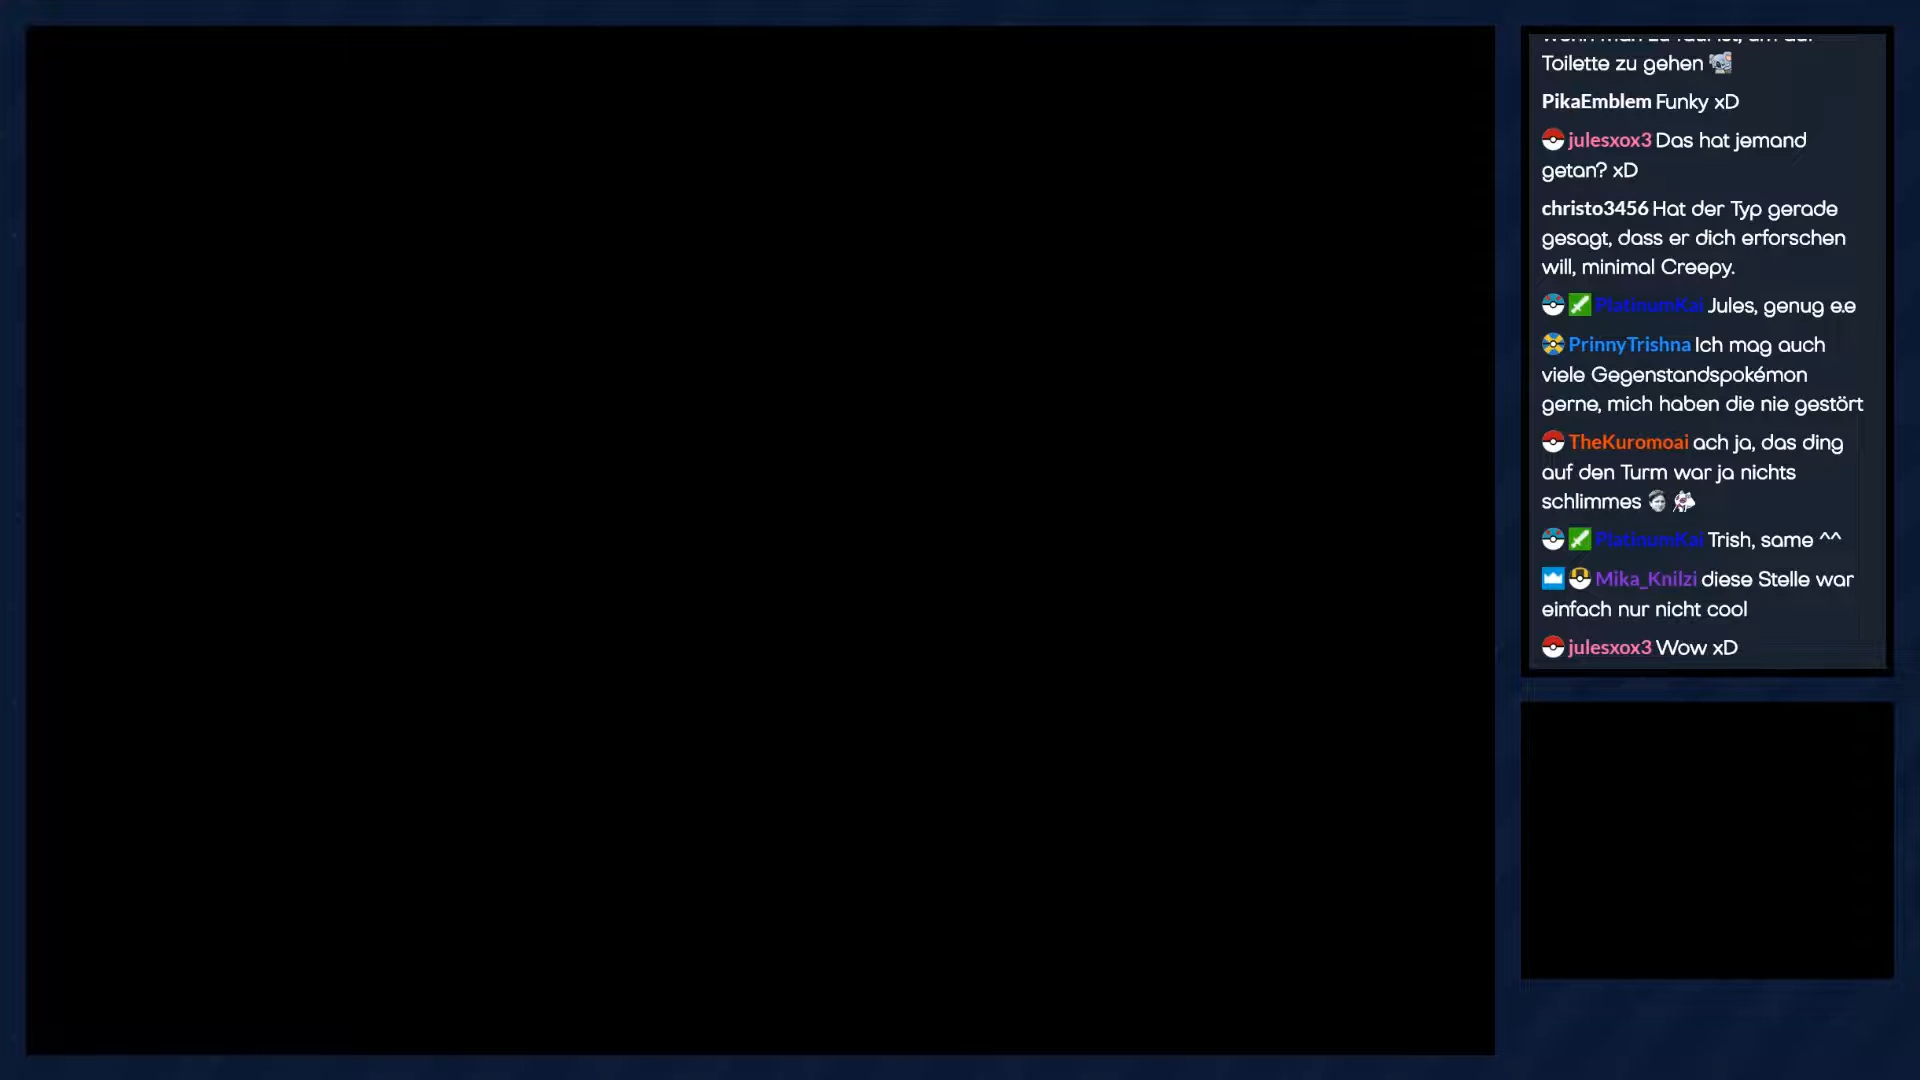 Toilette zu gehen
PikaEmblem Funky xD
julesxox3 Das hat jemand
getan? xD
christo3456 Hat der Typ gerade
gesagt, dass er dich erforschen
will, minimal Creepy.
PlatinumKai Jules, genug e.e
PrinnyTrishna Ich mag auch
viele Gegenstandspokémon
gerne, mich haben die nie gestört
TheKuromoai ach ja, das ding
auf den Turm war ja nichts
schlimmes
PlatinumKai Trish, same ^^
Mika_Knilzi diese Stelle war
einfach nur nicht cool
julesxox3 Wow xD